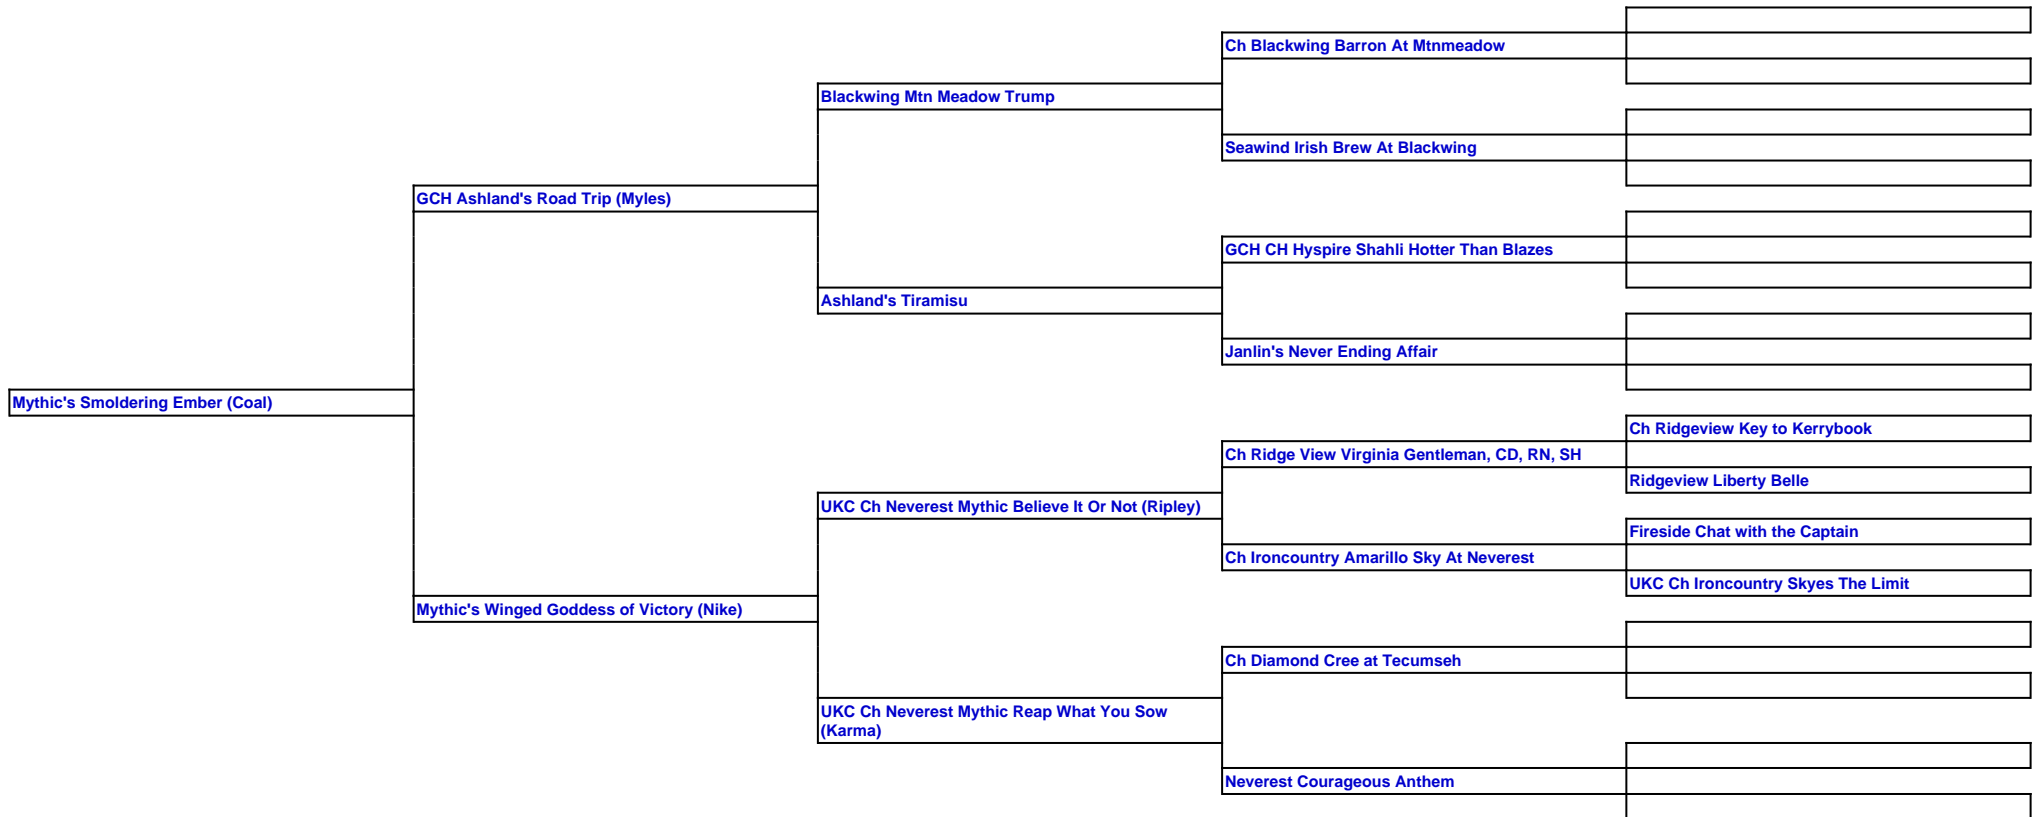 Ch Blackwing Barron At Mtnmeadow
Blackwing Mtn Meadow Trump
Seawind Irish Brew At Blackwing
GCH Ashland's Road Trip (Myles)
GCH CH Hyspire Shahli Hotter Than Blazes
Ashland's Tiramisu
Janlin's Never Ending Affair
Mythic's Smoldering Ember (Coal)
Ch Ridgeview Key to Kerrybook
Ch Ridge View Virginia Gentleman, CD, RN, SH
Ridgeview Liberty Belle
UKC Ch Neverest Mythic Believe It Or Not (Ripley)
Fireside Chat with the Captain
Ch Ironcountry Amarillo Sky At Neverest
UKC Ch Ironcountry Skyes The Limit
Mythic's Winged Goddess of Victory (Nike)
Ch Diamond Cree at Tecumseh
UKC Ch Neverest Mythic Reap What You Sow
(Karma)
Neverest Courageous Anthem